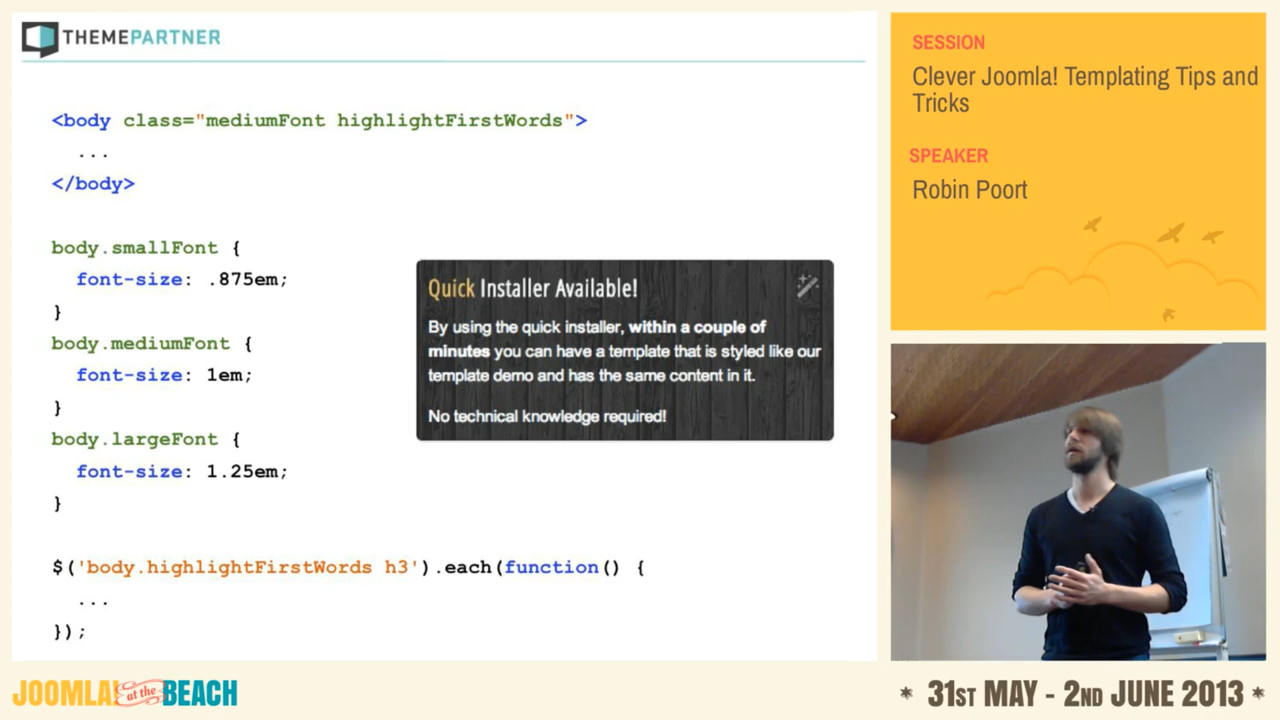 THEMEPARTNER
<body class="mediumFont highlightFirstWords">
...
</body>
body.smallFont {
font-size: .875em;
}
body.mediumFont {
font-size: 1em;
}
body.largeFont {
font-size: 1.25em;
}
$('body.highlightFirstWords h3').each(function() {
...
});
Quick Installer Available!
By using the quick installer, within a couple of
minutes you can have a template that is styled like our
template demo and has the same content in it.
No technical knowledge required!
SESSION
Clever Joomla! Templating Tips and
Tricks
SPEAKER
Robin Poort
JOOMLA! at the BEACH
* 31ST MAY - 2ND JUNE 2013 *